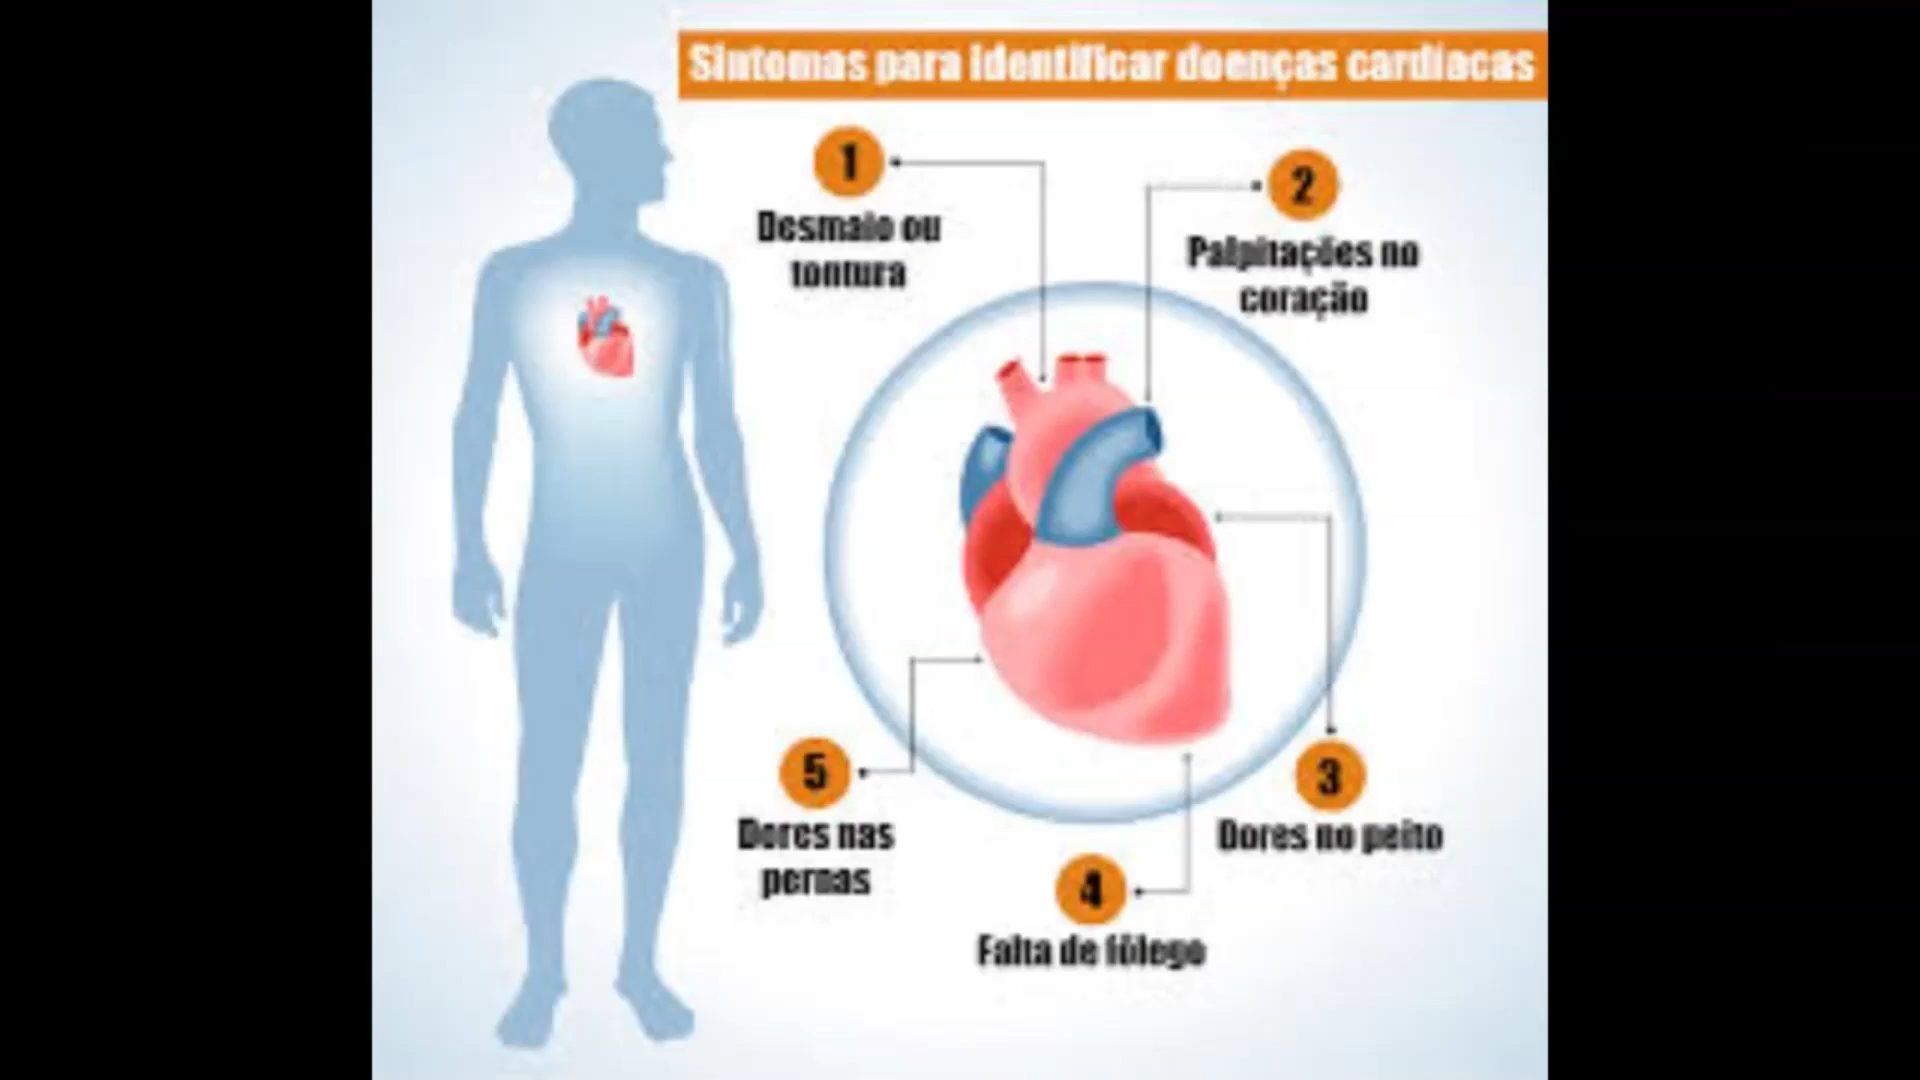 Sintomas para identificar doenças cardíacas
1
Desmaio ou
tontura
2
Palpitações no
coração
3
Dores no peito
4
Falta de fôlego
5
Dores nas
pernas